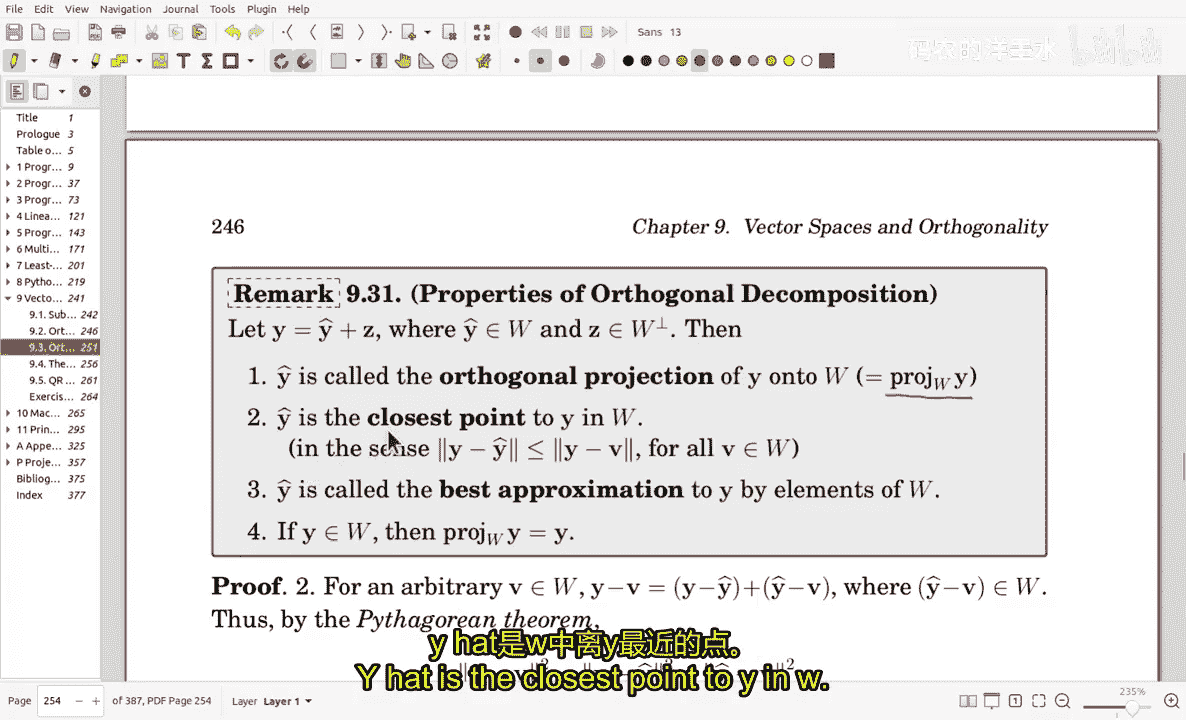 File Edit View Navigation Journal Tools Plugin Help
Sans 13
码农的洋墨水 bilibili
Title 1
Prologue 3
Table o... 5
1 Progr... 9
2 Progr... 37
3 Progr... 73
4 Linea... 121
5 Progr... 143
6 Multi... 171
7 Least-... 201
8 Pytho... 219
9 Vecto... 241
9.1. Sub... 242
9.2. Ort... 246
9.3. Ort... 251
9.4. The... 256
9.5. QR ... 261
Exercis... 264
10 Mac... 265
11 Prin... 295
A Appe... 325
P Proje... 357
Bibliog... 375
Index 377
246 Chapter 9. Vector Spaces and Orthogonality
Remark 9.31. (Properties of Orthogonal Decomposition)
Let y = ŷ + z, where ŷ ∈ W and z ∈ W⊥. Then
1. ŷ is called the orthogonal projection of y onto W (= proj_W y)
2. ŷ is the closest point to y in W.
(in the sense ‖y − ŷ‖ ≤ ‖y − v‖, for all v ∈ W)
3. ŷ is called the best approximation to y by elements of W.
4. If y ∈ W, then proj_W y = y.
Proof. 2. For an arbitrary v ∈ W, y−v = (y−ŷ)+(ŷ−v), where (ŷ−v) ∈ W.
Thus, by the Pythagorean theorem,
y hat是w中离y最近的点。
Y hat is the closest point to y in w.
Page 254 of 387, PDF Page 254 Layer Layer 1
235%